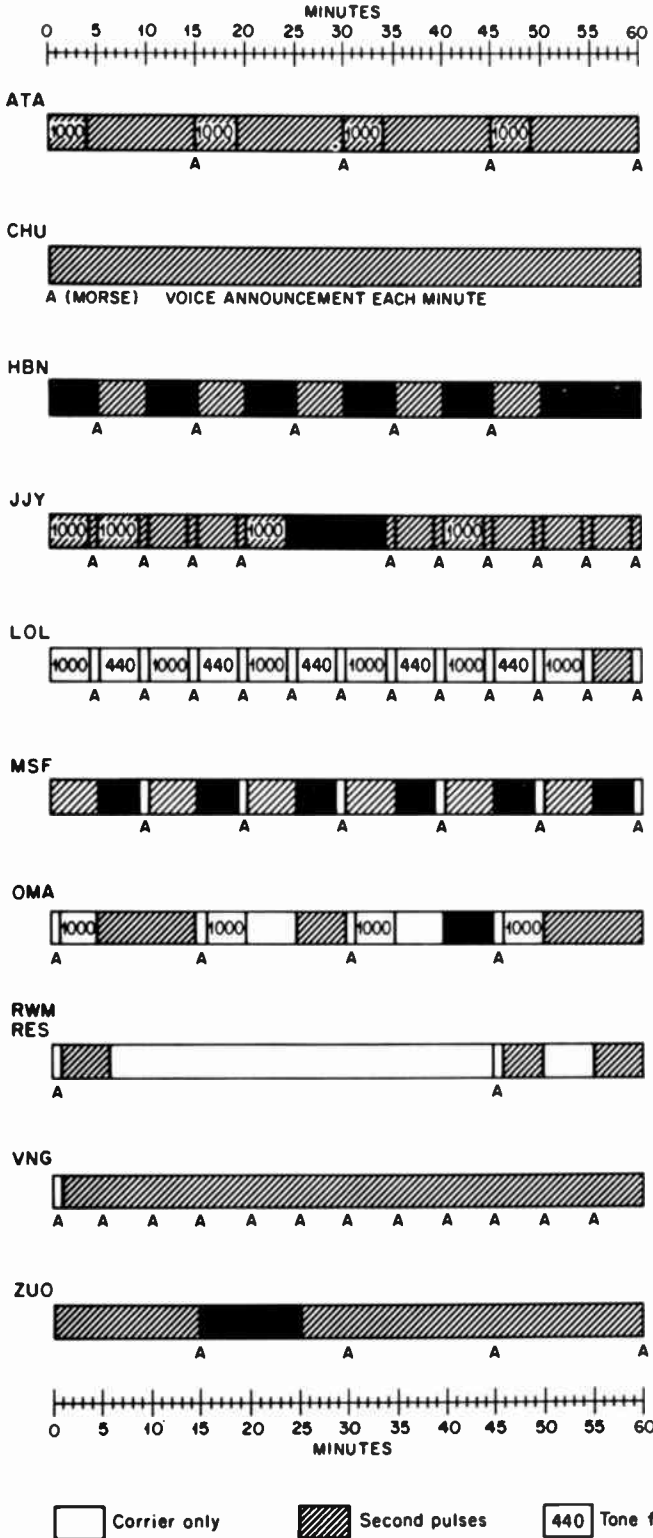 MINUTES
0 5 10 15 20 25 30 35 40 45 50 55 60
ATA
1000 1000 1000 1000
A A A A
CHU
A (MORSE) VOICE ANNOUNCEMENT EACH MINUTE
HBN
A A A A A
JJY
1000 1000 1000 1000
A A A A A A A A A A
LOL
1000 440 1000 440 1000 440 1000 440 1000 440 1000
A A A A A A A A A A A A
MSF
A A A A A A
OMA
1000 1000 1000 1000
A A A A
RWM
RES
A A
VNG
A A A A A A A A A A A A
ZUO
A A A A
0 5 10 15 20 25 30 35 40 45 50 55 60
MINUTES
Corrier only Second pulses 440 Tone